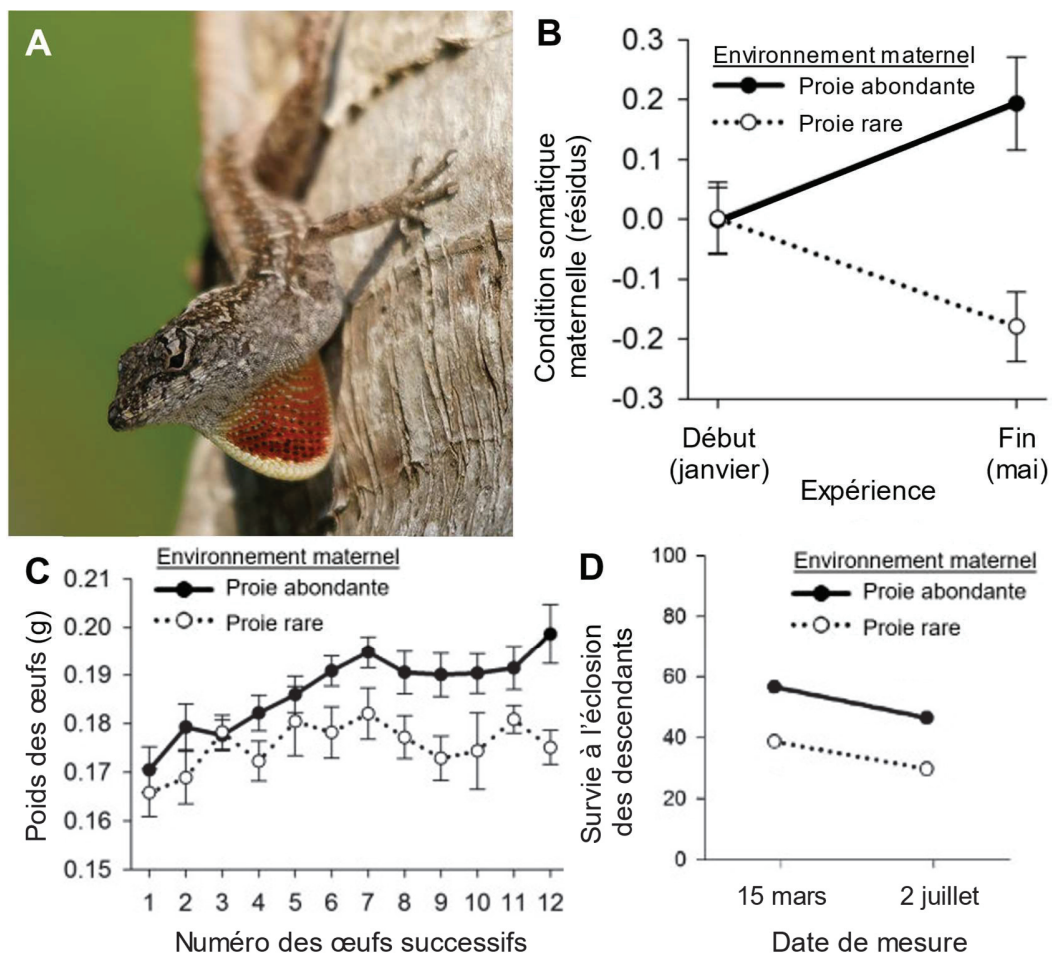 A
B
Condition somatique
maternelle (résidus)
0.3
0.2
0.1
0.0
-0.1
-0.2
-0.3
Environnement maternel
Proie abondante
Proie rare
Début
(janvier)
Fin
(mai)
Expérience
C
Poids des œufs (g)
0.21
0.20
0.19
0.18
0.17
0.16
0.15
Environnement maternel
Proie abondante
Proie rare
1 2 3 4 5 6 7 8 9 10 11 12
Numéro des œufs successifs
D
Survie à l'éclosion
des descendants
100
80
60
40
20
0
Environnement maternel
Proie abondante
Proie rare
15 mars 2 juillet
Date de mesure